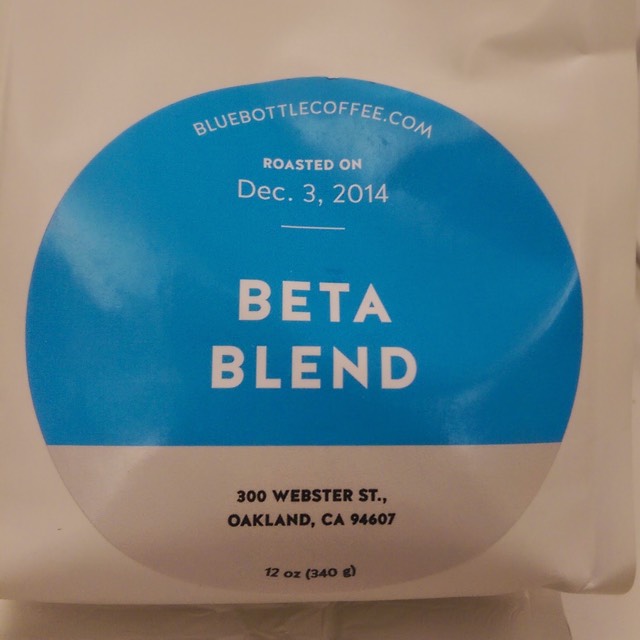 BLUEBOTTLECOFFEE.COM
ROASTED ON
Dec. 3, 2014
BETA
BLEND
300 WEBSTER ST.,
OAKLAND, CA 94607
12 oz (340 g)